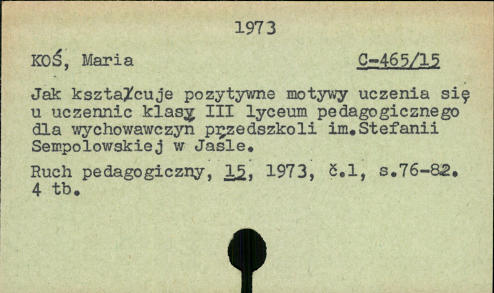 1973
KOŚ, Maria C-465/15
Jak kształcuje pozytywne motywy uczenia się
u uczennic klasy III lyceum pedagogicznego
dla wychowawczyń przedszkoli im.Stefanii
Sempolowskiej w Jaśle.
Ruch pedagogiczny, 15, 1973, č.1, s.76-82.
4 tb.